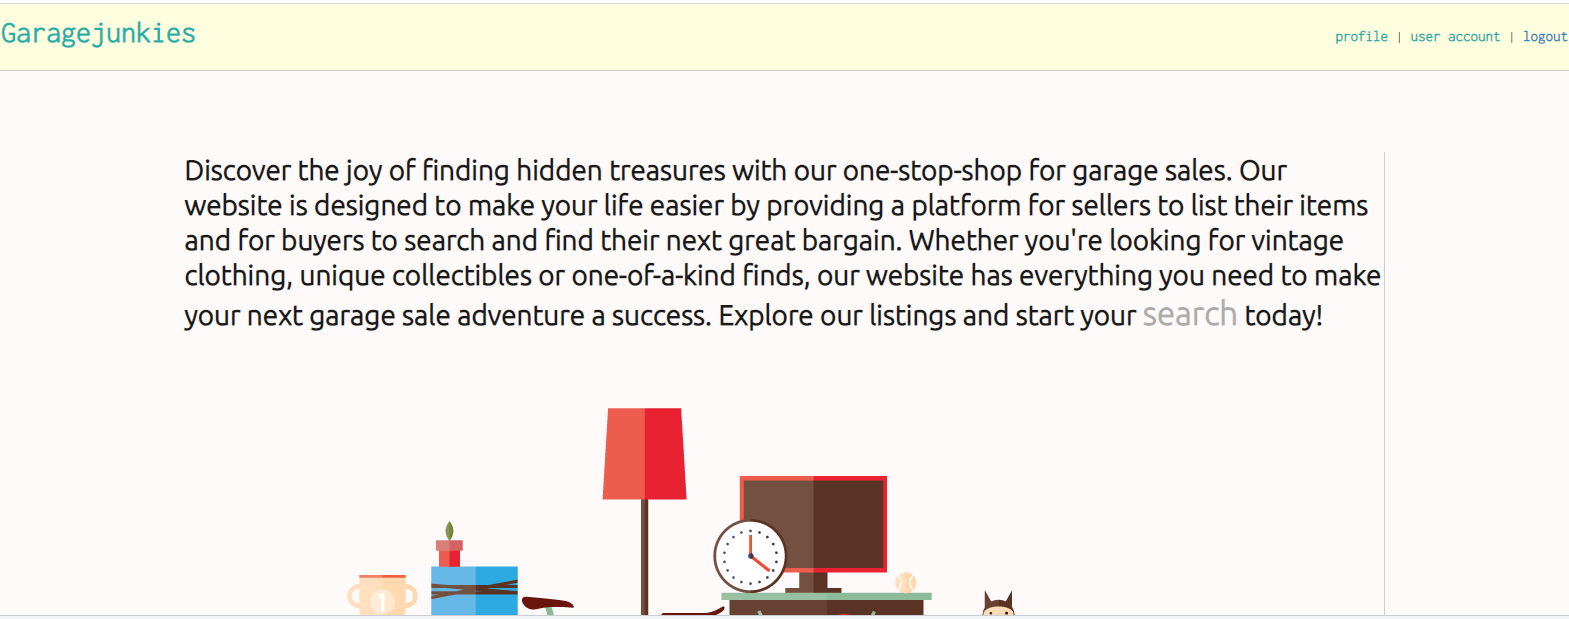 Garagejunkies
profile | user account | logout
Discover the joy of finding hidden treasures with our one-stop-shop for garage sales. Our
website is designed to make your life easier by providing a platform for sellers to list their items
and for buyers to search and find their next great bargain. Whether you're looking for vintage
clothing, unique collectibles or one-of-a-kind finds, our website has everything you need to make
your next garage sale adventure a success. Explore our listings and start your search today!
1